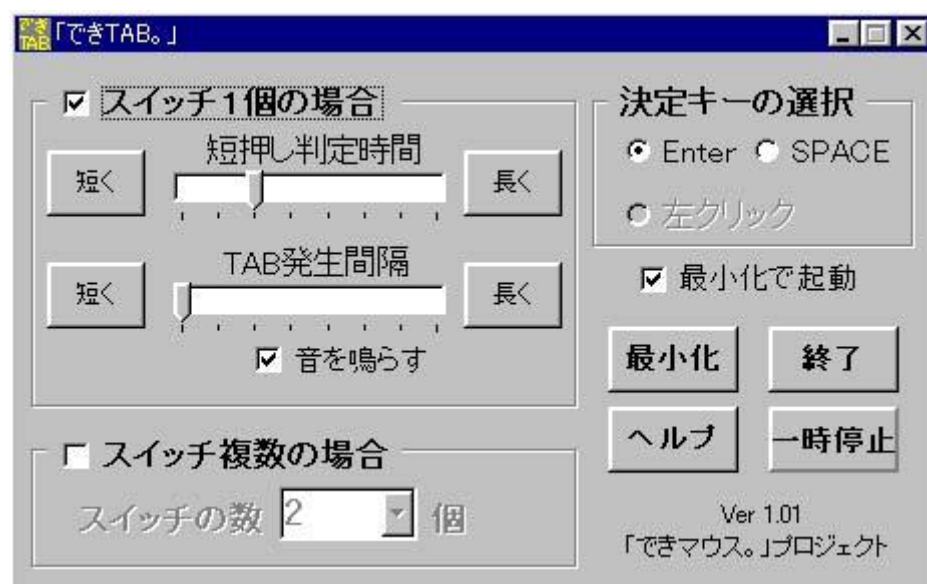 でき
TAB
「できTAB。」
スイッチ1個の場合
短押し判定時間
短く
長く
TAB発生間隔
短く
長く
音を鳴らす
スイッチ複数の場合
スイッチの数 2 個
決定キーの選択
Enter SPACE
左クリック
最小化で起動
最小化 終了
ヘルプ 一時停止
Ver 1.01
「できマウス。」プロジェクト